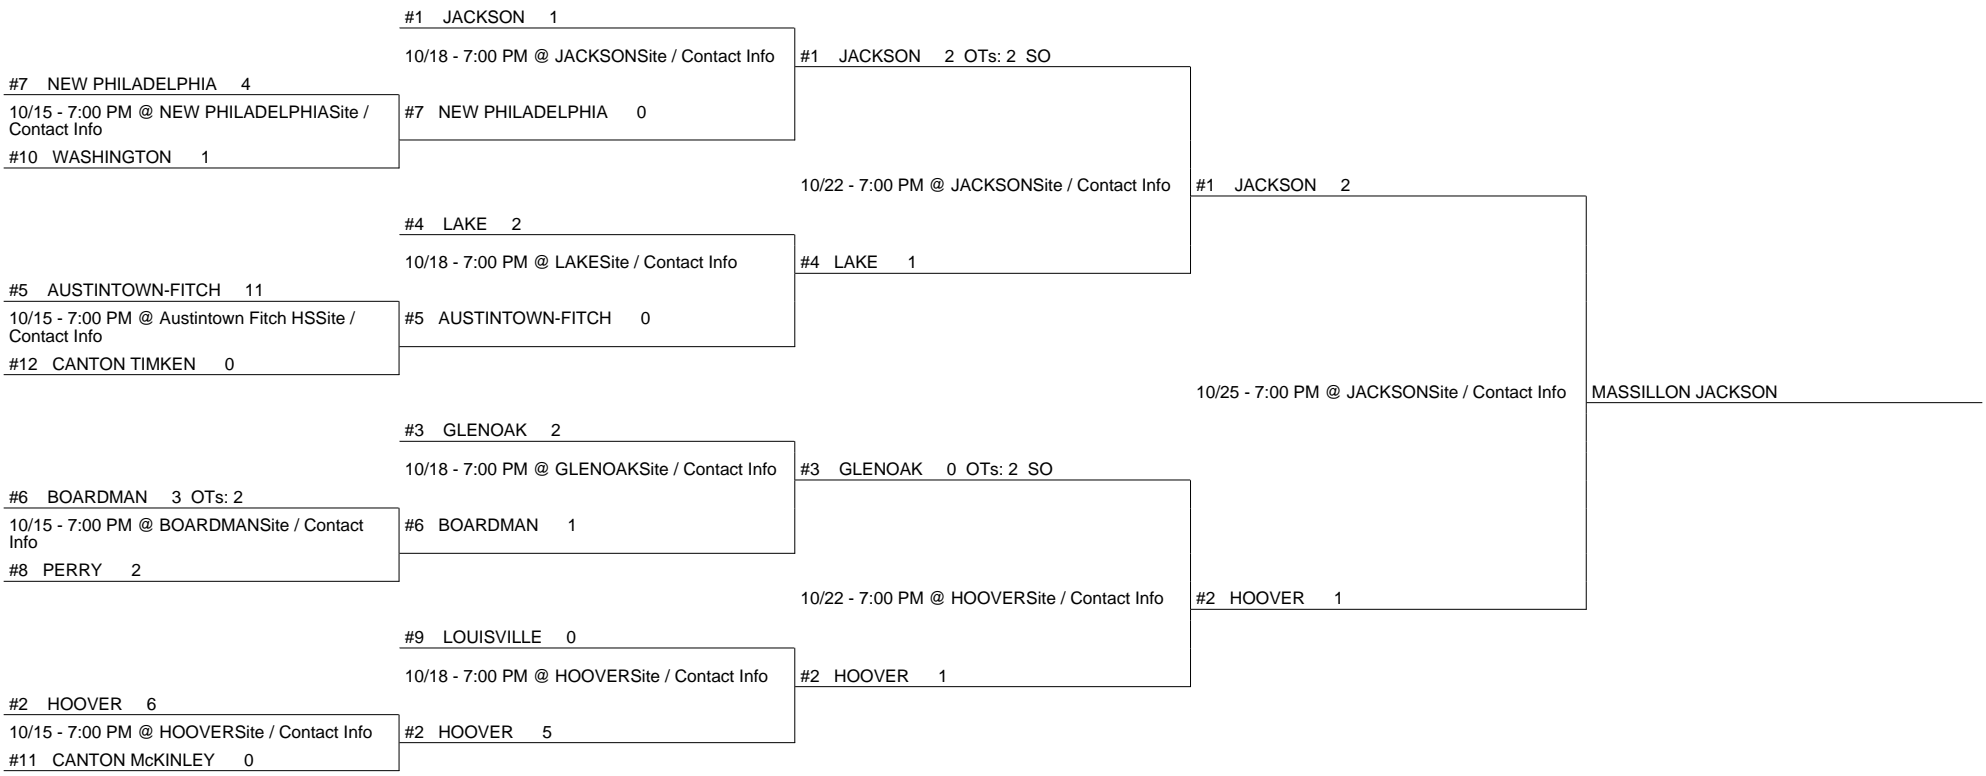 #1 JACKSON 1
10/18 - 7:00 PM @ JACKSONSite / Contact Info
#1 JACKSON 2 OTs: 2 SO
#7 NEW PHILADELPHIA 4
10/15 - 7:00 PM @ NEW PHILADELPHIASite /
Contact Info
#7 NEW PHILADELPHIA 0
#10 WASHINGTON 1
10/22 - 7:00 PM @ JACKSONSite / Contact Info
#1 JACKSON 2
#4 LAKE 2
10/18 - 7:00 PM @ LAKESite / Contact Info
#4 LAKE 1
#5 AUSTINTOWN-FITCH 11
10/15 - 7:00 PM @ Austintown Fitch HSSite /
Contact Info
#5 AUSTINTOWN-FITCH 0
#12 CANTON TIMKEN 0
10/25 - 7:00 PM @ JACKSONSite / Contact Info
MASSILLON JACKSON
#3 GLENOAK 2
10/18 - 7:00 PM @ GLENOAKSite / Contact Info
#3 GLENOAK 0 OTs: 2 SO
#6 BOARDMAN 3 OTs: 2
10/15 - 7:00 PM @ BOARDMANSite / Contact
Info
#6 BOARDMAN 1
#8 PERRY 2
10/22 - 7:00 PM @ HOOVERSite / Contact Info
#2 HOOVER 1
#9 LOUISVILLE 0
10/18 - 7:00 PM @ HOOVERSite / Contact Info
#2 HOOVER 1
#2 HOOVER 6
10/15 - 7:00 PM @ HOOVERSite / Contact Info
#2 HOOVER 5
#11 CANTON McKINLEY 0